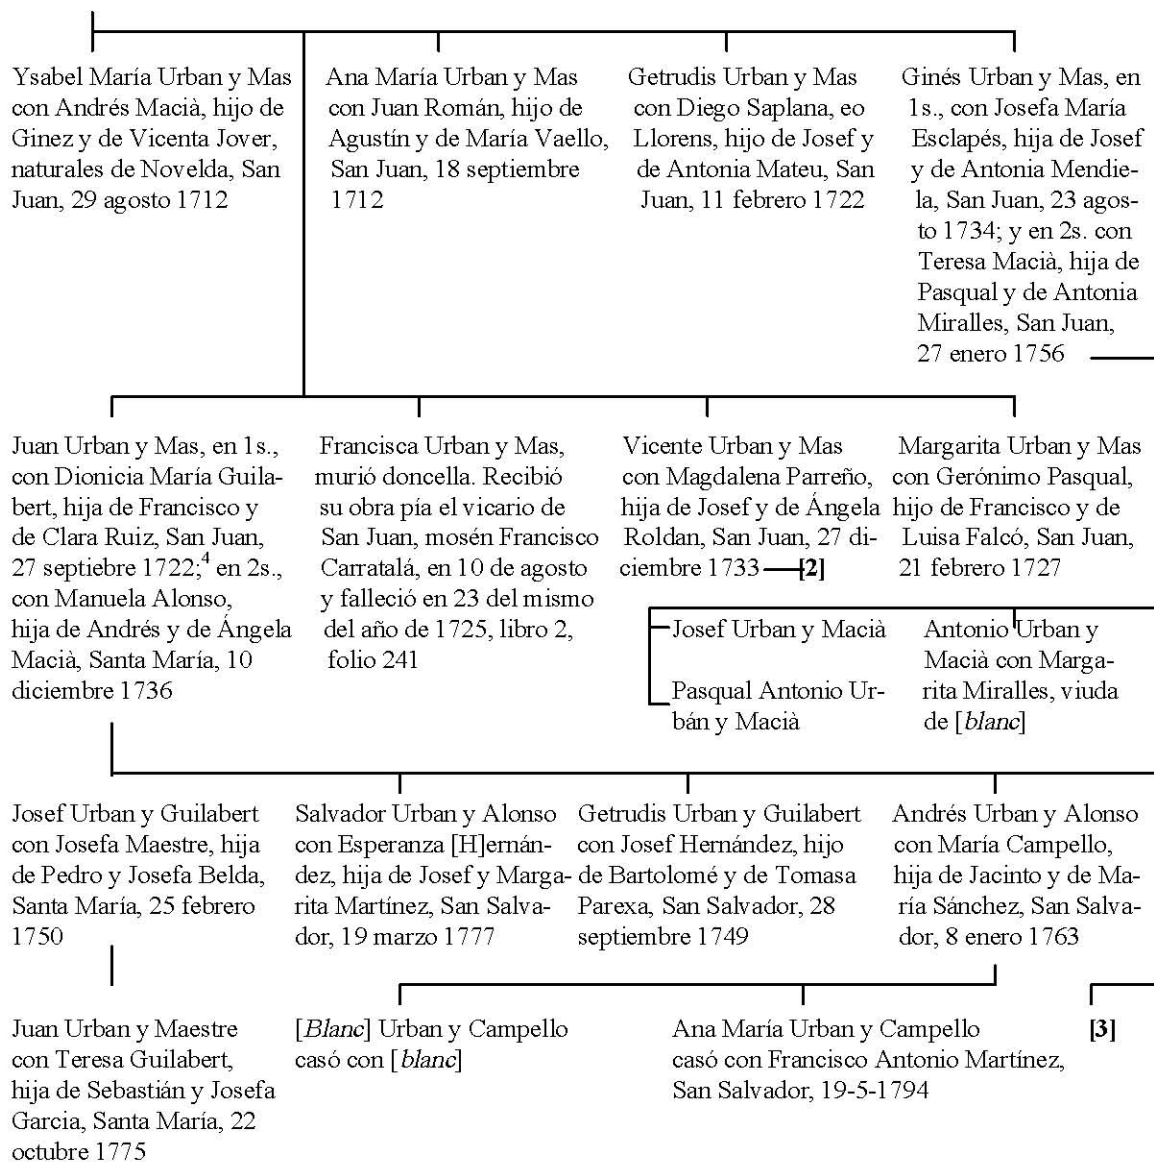 Ysabel María Urban y Mas
con Andrés Macià, hijo de
Ginez y de Vicenta Jover,
naturales de Novelda, San
Juan, 29 agosto 1712
Ana María Urban y Mas
con Juan Román, hijo de
Agustín y de María Vaello,
San Juan, 18 septiembre
1712
Getrudis Urban y Mas
con Diego Saplana, eo
Llorens, hijo de Josef y
de Antonia Mateu, San
Juan, 11 febrero 1722
Ginés Urban y Mas, en
1s., con Josefa María
Esclapés, hija de Josef
y de Antonia Mendie-
la, San Juan, 23 agos-
to 1734; y en 2s. con
Teresa Macià, hija de
Pasqual y de Antonia
Miralles, San Juan,
27 enero 1756
Juan Urban y Mas, en 1s.,
con Dionicia María Guila-
bert, hija de Francisco y
de Clara Ruiz, San Juan,
27 septiebre 1722;4 en 2s.,
con Manuela Alonso,
hija de Andrés y de Ángela
Macià, Santa María, 10
diciembre 1736
Francisca Urban y Mas,
murió doncella. Recibió
su obra pía el vicario de
San Juan, mosén Francisco
Carratalá, en 10 de agosto
y falleció en 23 del mismo
del año de 1725, libro 2,
folio 241
Vicente Urban y Mas
con Magdalena Parreño,
hija de Josef y de Ángela
Roldan, San Juan, 27 di-
ciembre 1733 [2]
Margarita Urban y Mas
con Gerónimo Pasqual,
hijo de Francisco y de
Luisa Falcó, San Juan,
21 febrero 1727
Josef Urban y Macià
Pasqual Antonio Ur-
bán y Macià
Antonio Urban y
Macià con Marga-
rita Miralles, viuda
de [blanc]
Josef Urban y Guilabert
con Josefa Maestre, hija
de Pedro y Josefa Belda,
Santa María, 25 febrero
1750
Salvador Urban y Alonso
con Esperanza [H]ernán-
dez, hija de Josef y Marga-
rita Martínez, San Salva-
dor, 19 marzo 1777
Getrudis Urban y Guilabert
con Josef Hernández, hijo
de Bartolomé y de Tomasa
Parexa, San Salvador, 28
septiembre 1749
Andrés Urban y Alonso
con María Campello,
hija de Jacinto y de Ma-
ría Sánchez, San Salva-
dor, 8 enero 1763
Juan Urban y Maestre
con Teresa Guilabert,
hija de Sebastián y Josefa
Garcia, Santa María, 22
octubre 1775
[Blanc] Urban y Campello
casó con [blanc]
Ana María Urban y Campello
casó con Francisco Antonio Martínez,
San Salvador, 19-5-1794
[3]